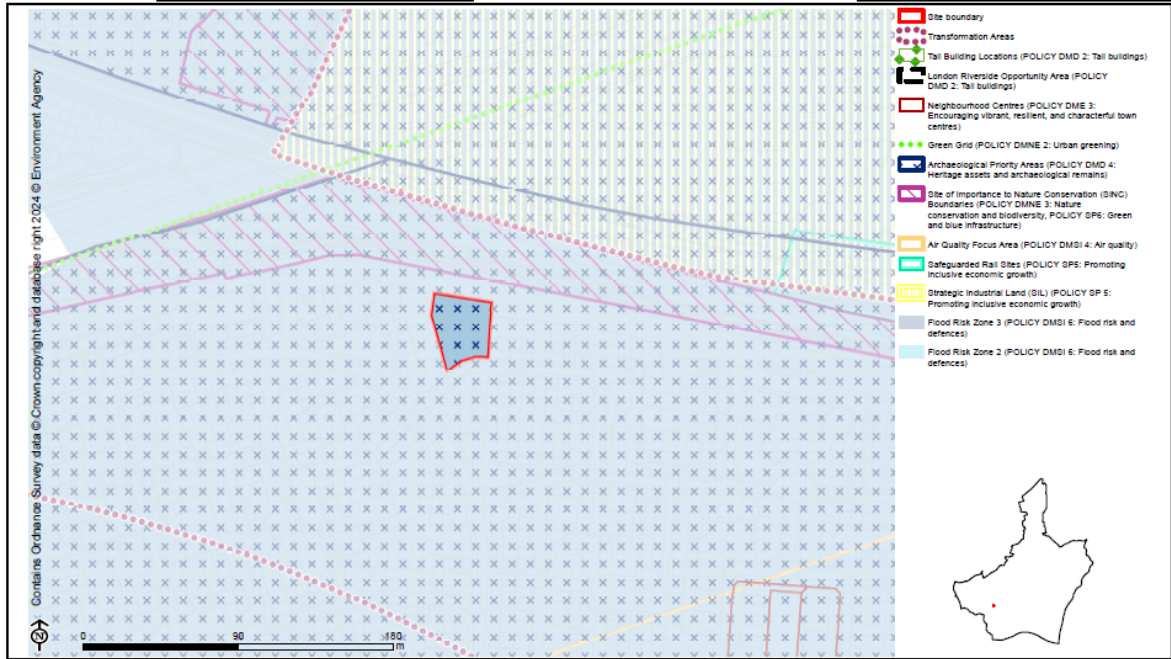 Contains Ordnance Survey data © Crown copyright and database right 2024 © Environment Agency
Site boundary
Transformation Areas
Tall Building Locations (POLICY DMD 2: Tall buildings)
London Riverside Opportunity Area (POLICY
DMD 2: Tall buildings)
Neighbourhood Centres (POLICY DME 3:
Encouraging vibrant, resilient, and characterful town
centres)
Green Grid (POLICY DMNE 2: Urban greening)
Archaeological Priority Areas (POLICY DMD 4:
Heritage assets and archaeological remains)
Site of Importance to Nature Conservation (SINC)
Boundaries (POLICY DMNE 3: Nature
conservation and biodiversity, POLICY SP6: Green
and blue infrastructure)
Air Quality Focus Area (POLICY DMSI 4: Air quality)
Safeguarded Rail Sites (POLICY SP5: Promoting
inclusive economic growth)
Strategic Industrial Land (SIL) (POLICY SP 5:
Promoting inclusive economic growth)
Flood Risk Zone 3 (POLICY DMSI 6: Flood risk and
defences)
Flood Risk Zone 2 (POLICY DMSI 6: Flood risk and
defences)
N
0 90 180
m